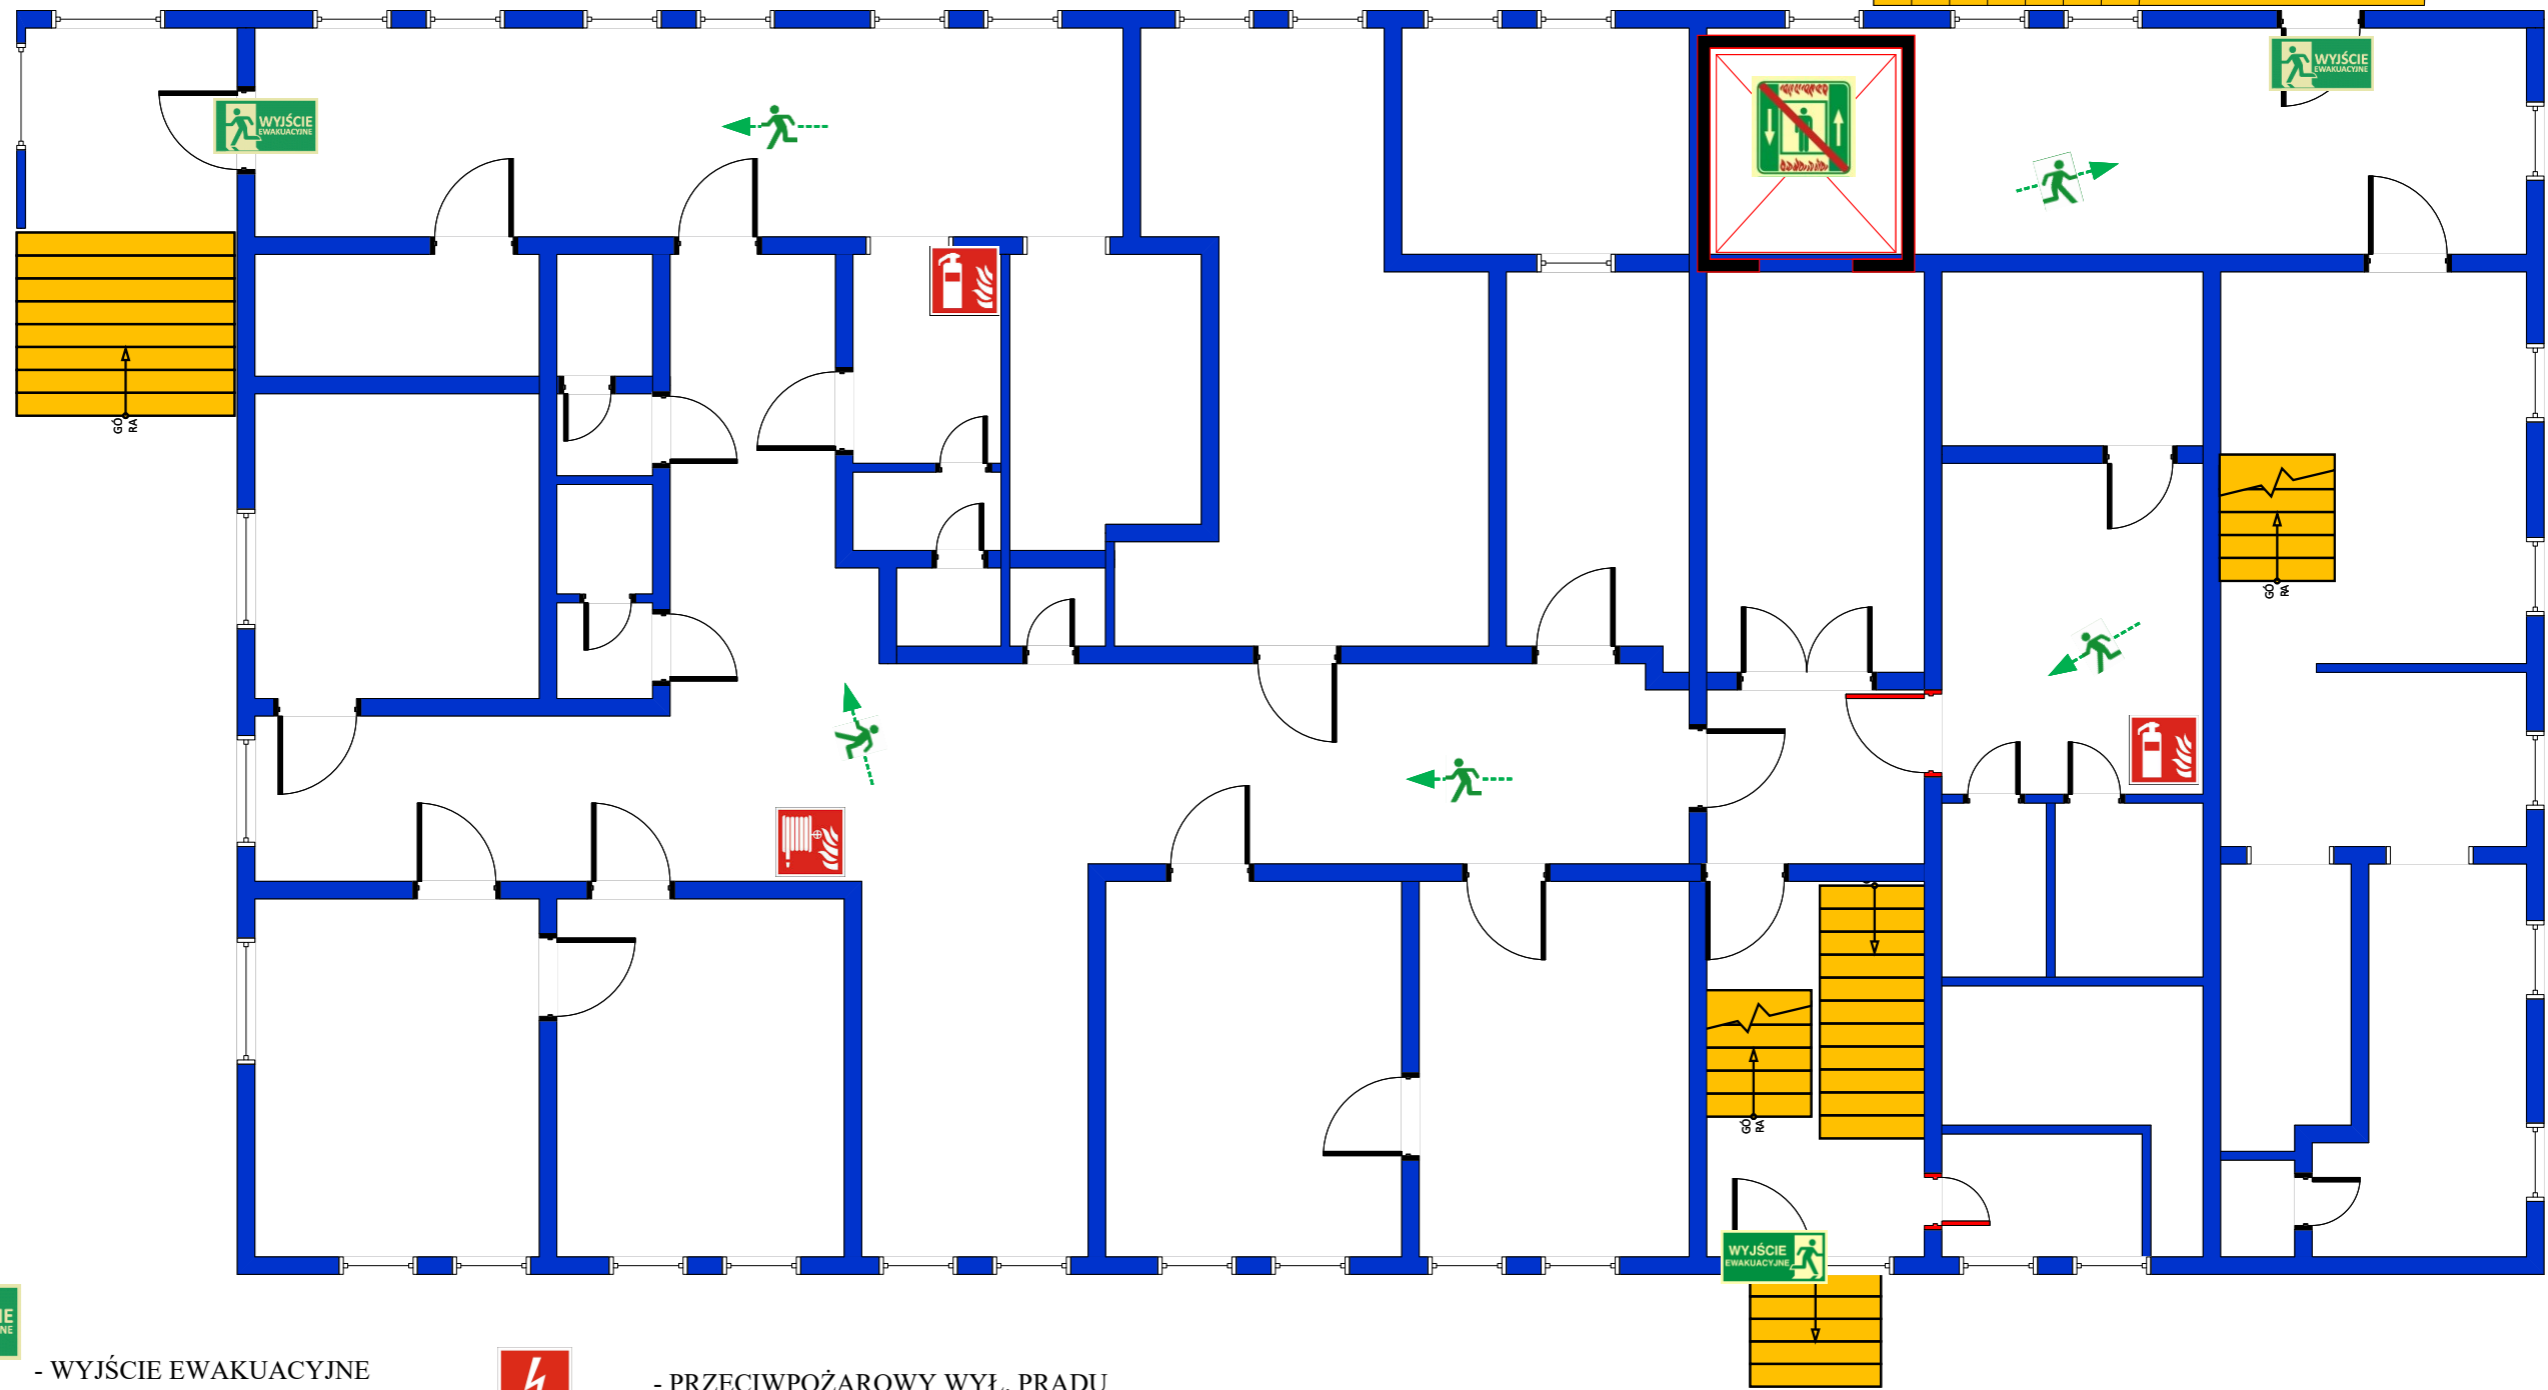 WYJŚCIE
EWAKUACYJNE
WYJŚCIE
EWAKUACYJNE
GÓ
RA
GÓ
RA
GÓ
RA
WYJŚCIE
EWAKUACYJNE
- WYJŚCIE EWAKUACYJNE
- PRZECIWPOŻAROWY WYŁ. PRADU